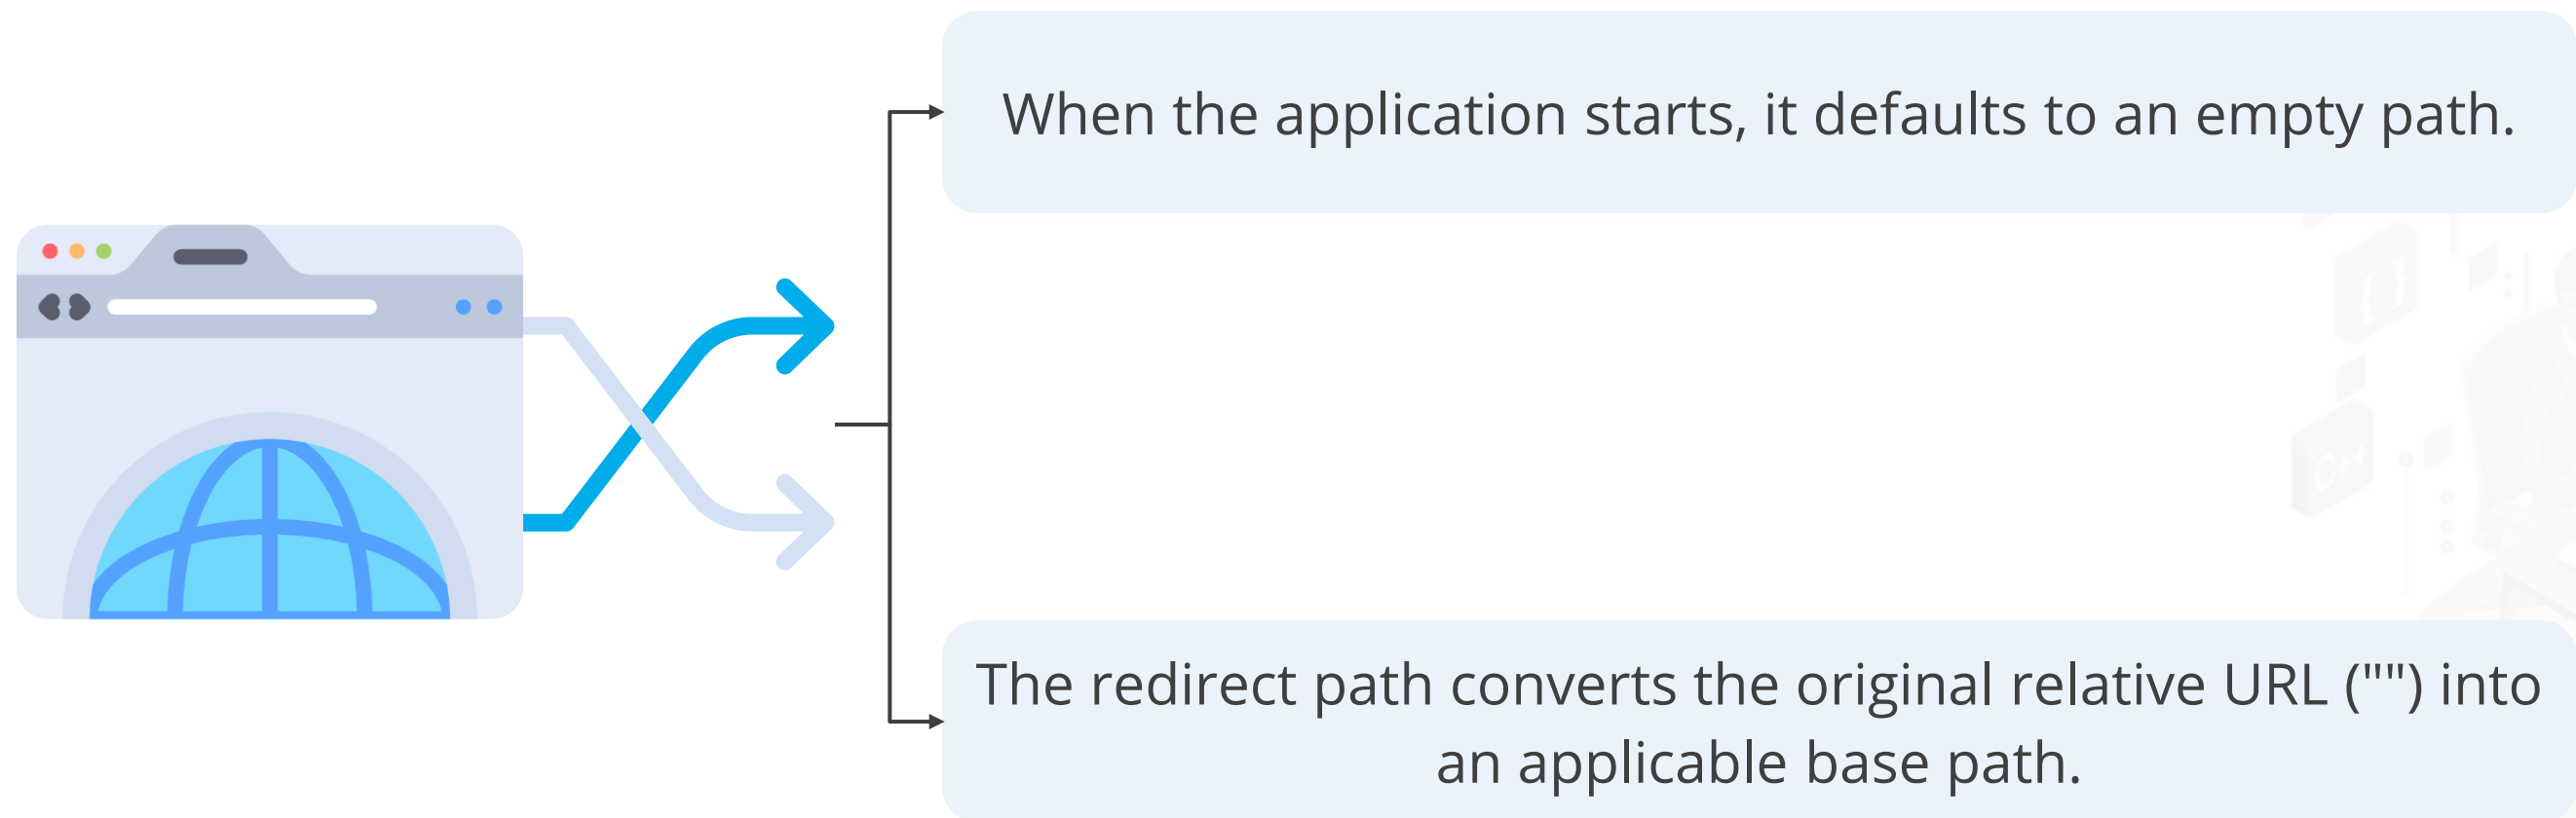 When the application starts, it defaults to an empty path.
The redirect path converts the original relative URL ("") into
an applicable base path.
{ }
C++